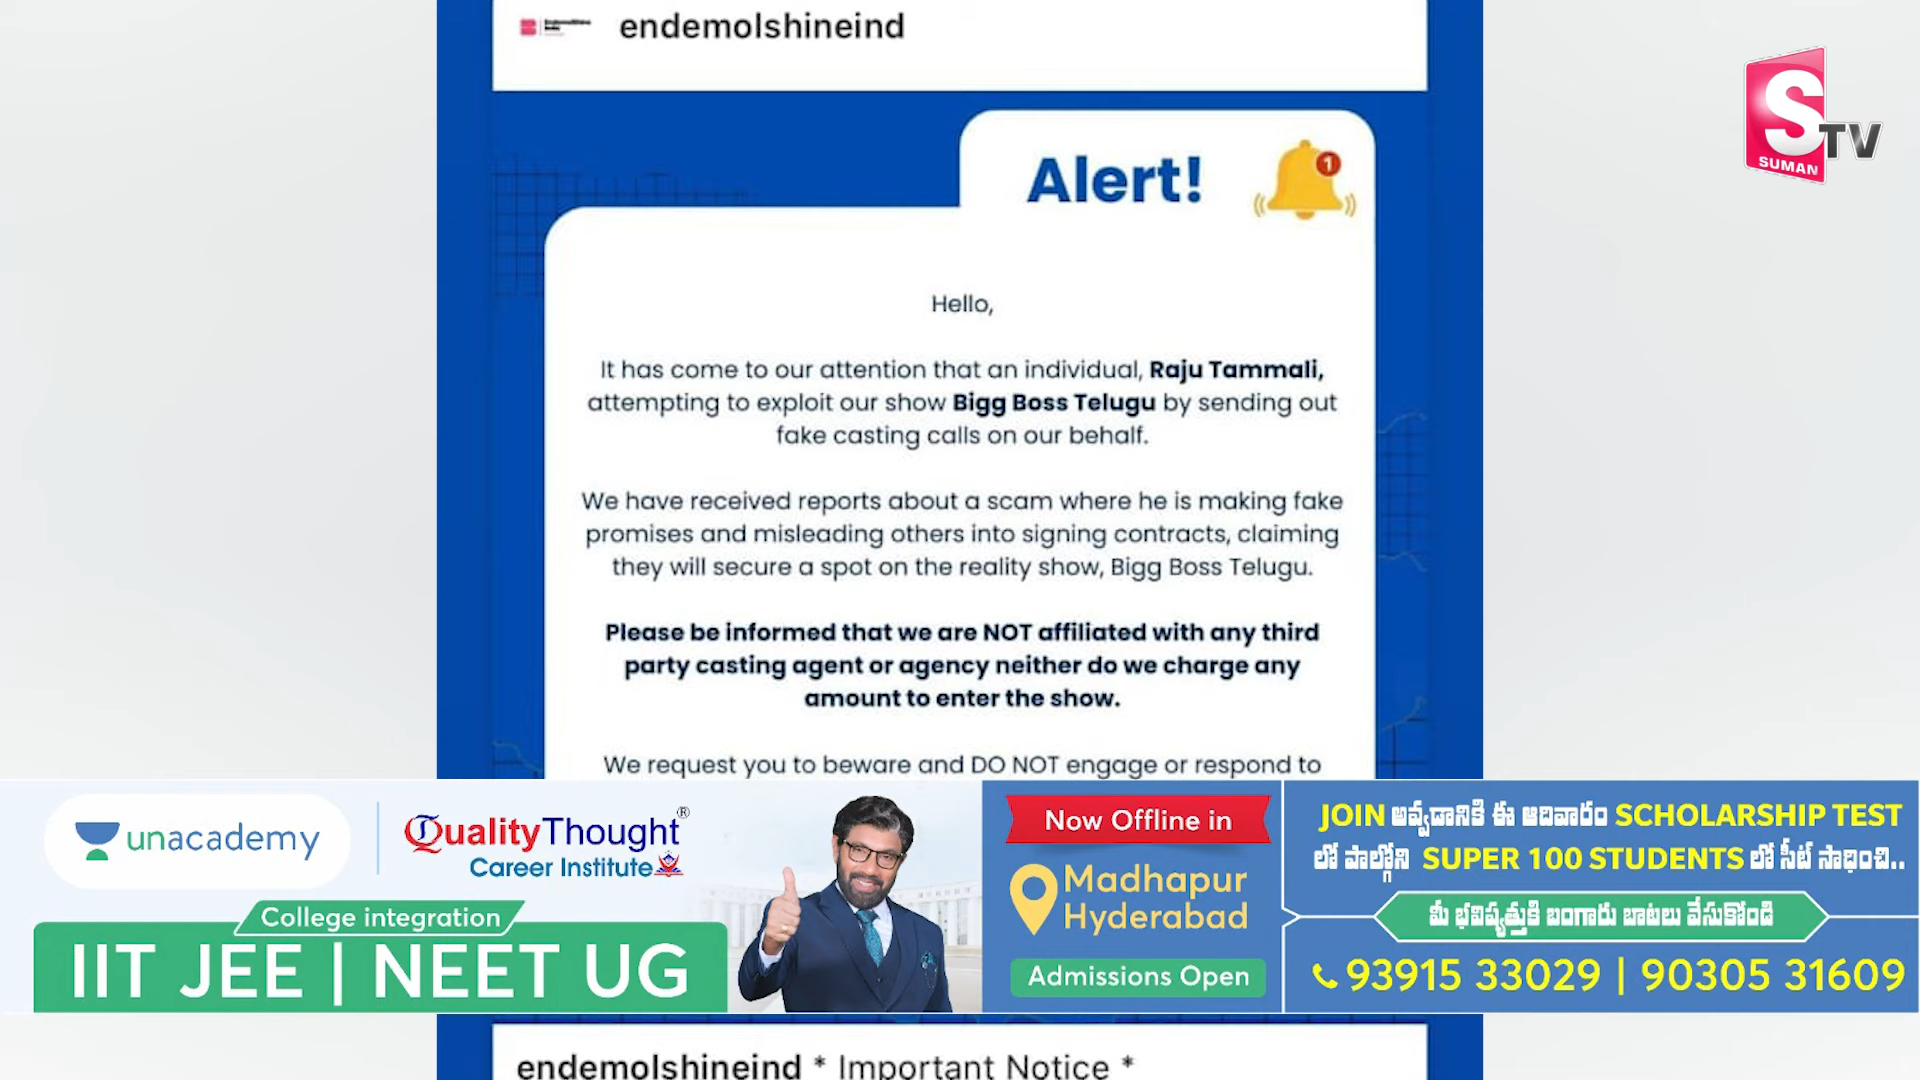 endemolshineind
S
TV
SUMAN
Alert!
1
Hello,
It has come to our attention that an individual, Raju Tammali,
attempting to exploit our show Bigg Boss Telugu by sending out
fake casting calls on our behalf.
We have received reports about a scam where he is making fake
promises and misleading others into signing contracts, claiming
they will secure a spot on the reality show, Bigg Boss Telugu.
Please be informed that we are NOT affiliated with any third
party casting agent or agency neither do we charge any
amount to enter the show.
We request you to beware and DO NOT engage or respond to
unacademy
QualityThought®
Career Institute
College integration
IIT JEE | NEET UG
Now Offline in
Madhapur
Hyderabad
Admissions Open
JOIN అవ్వడానికి ఈ ఆదివారం SCHOLARSHIP TEST
లో పాల్గోని SUPER 100 STUDENTS లో సీట్ సాధించి..
మీ భవిష్యత్తుకి బంగారు బాటలు వేసుకోండి
93915 33029 | 90305 31609
endemolshineind * Important Notice *